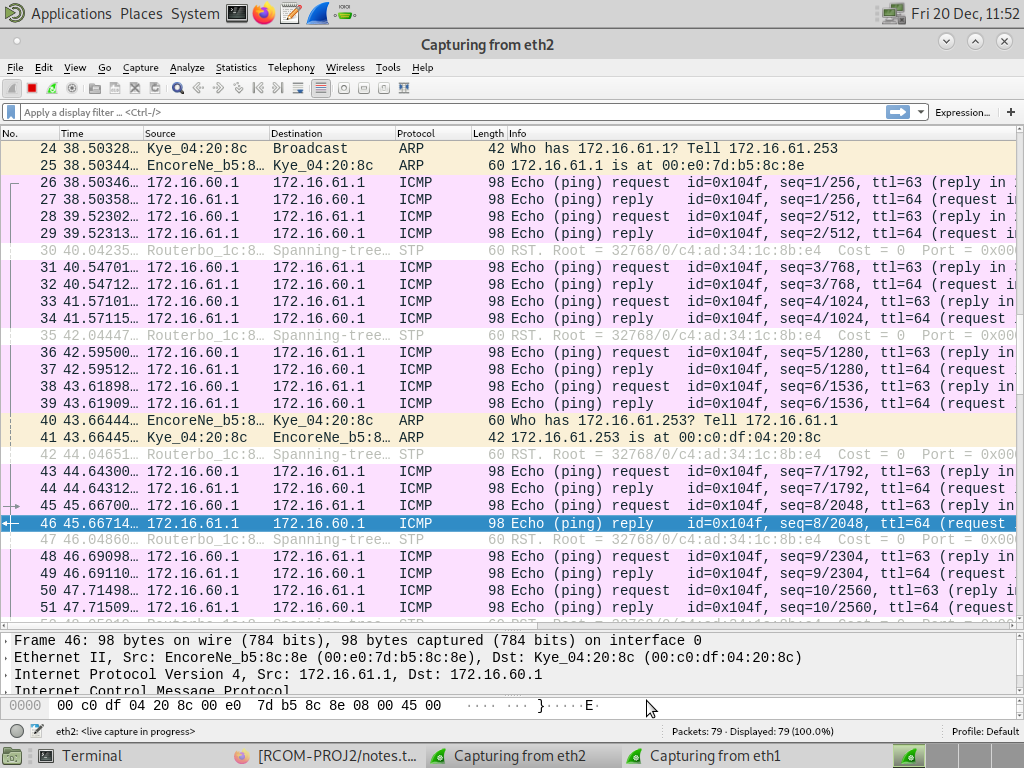 Applications Places System Fri 20 Dec, 11:52
Capturing from eth2
File Edit View Go Capture Analyze Statistics Telephony Wireless Tools Help
Apply a display filter ... <Ctrl-/> Expression... +
No. Time Source Destination Protocol Length Info
24 38.50328… Kye_04:20:8c Broadcast ARP 42 Who has 172.16.61.1? Tell 172.16.61.253
25 38.50344… EncoreNe_b5:8… Kye_04:20:8c ARP 60 172.16.61.1 is at 00:e0:7d:b5:8c:8e
26 38.50346… 172.16.60.1 172.16.61.1 ICMP 98 Echo (ping) request id=0x104f, seq=1/256, ttl=63 (reply in
27 38.50358… 172.16.61.1 172.16.60.1 ICMP 98 Echo (ping) reply id=0x104f, seq=1/256, ttl=64 (request in
28 39.52302… 172.16.60.1 172.16.61.1 ICMP 98 Echo (ping) request id=0x104f, seq=2/512, ttl=63 (reply in
29 39.52313… 172.16.61.1 172.16.60.1 ICMP 98 Echo (ping) reply id=0x104f, seq=2/512, ttl=64 (request in
30 40.04235… Routerbo_1c:8… Spanning-tree… STP 60 RST. Root = 32768/0/c4:ad:34:1c:8b:e4 Cost = 0 Port = 0x800
31 40.54701… 172.16.60.1 172.16.61.1 ICMP 98 Echo (ping) request id=0x104f, seq=3/768, ttl=63 (reply in
32 40.54712… 172.16.61.1 172.16.60.1 ICMP 98 Echo (ping) reply id=0x104f, seq=3/768, ttl=64 (request in
33 41.57101… 172.16.60.1 172.16.61.1 ICMP 98 Echo (ping) request id=0x104f, seq=4/1024, ttl=63 (reply in
34 41.57115… 172.16.61.1 172.16.60.1 ICMP 98 Echo (ping) reply id=0x104f, seq=4/1024, ttl=64 (request
35 42.04447… Routerbo_1c:8… Spanning-tree… STP 60 RST. Root = 32768/0/c4:ad:34:1c:8b:e4 Cost = 0 Port = 0x800
36 42.59500… 172.16.60.1 172.16.61.1 ICMP 98 Echo (ping) request id=0x104f, seq=5/1280, ttl=63 (reply in
37 42.59512… 172.16.61.1 172.16.60.1 ICMP 98 Echo (ping) reply id=0x104f, seq=5/1280, ttl=64 (request
38 43.61898… 172.16.60.1 172.16.61.1 ICMP 98 Echo (ping) request id=0x104f, seq=6/1536, ttl=63 (reply in
39 43.61909… 172.16.61.1 172.16.60.1 ICMP 98 Echo (ping) reply id=0x104f, seq=6/1536, ttl=64 (request
40 43.66444… EncoreNe_b5:8… Kye_04:20:8c ARP 60 Who has 172.16.61.253? Tell 172.16.61.1
41 43.66445… Kye_04:20:8c EncoreNe_b5:8… ARP 42 172.16.61.253 is at 00:c0:df:04:20:8c
42 44.04651… Routerbo_1c:8… Spanning-tree… STP 60 RST. Root = 32768/0/c4:ad:34:1c:8b:e4 Cost = 0 Port = 0x800
43 44.64300… 172.16.60.1 172.16.61.1 ICMP 98 Echo (ping) request id=0x104f, seq=7/1792, ttl=63 (reply in
44 44.64312… 172.16.61.1 172.16.60.1 ICMP 98 Echo (ping) reply id=0x104f, seq=7/1792, ttl=64 (request
45 45.66700… 172.16.60.1 172.16.61.1 ICMP 98 Echo (ping) request id=0x104f, seq=8/2048, ttl=63 (reply in
46 45.66714… 172.16.61.1 172.16.60.1 ICMP 98 Echo (ping) reply id=0x104f, seq=8/2048, ttl=64 (request
47 46.04860… Routerbo_1c:8… Spanning-tree… STP 60 RST. Root = 32768/0/c4:ad:34:1c:8b:e4 Cost = 0 Port = 0x800
48 46.69098… 172.16.60.1 172.16.61.1 ICMP 98 Echo (ping) request id=0x104f, seq=9/2304, ttl=63 (reply in
49 46.69110… 172.16.61.1 172.16.60.1 ICMP 98 Echo (ping) reply id=0x104f, seq=9/2304, ttl=64 (request
50 47.71498… 172.16.60.1 172.16.61.1 ICMP 98 Echo (ping) request id=0x104f, seq=10/2560, ttl=63 (reply
51 47.71509… 172.16.61.1 172.16.60.1 ICMP 98 Echo (ping) reply id=0x104f, seq=10/2560, ttl=64 (request
Frame 46: 98 bytes on wire (784 bits), 98 bytes captured (784 bits) on interface 0
Ethernet II, Src: EncoreNe_b5:8c:8e (00:e0:7d:b5:8c:8e), Dst: Kye_04:20:8c (00:c0:df:04:20:8c)
Internet Protocol Version 4, Src: 172.16.61.1, Dst: 172.16.60.1
Internet Control Message Protocol
0000 00 c0 df 04 20 8c 00 e0 7d b5 8c 8e 08 00 45 00 ···· ··· }·····E·
eth2: <live capture in progress> Packets: 79 · Displayed: 79 (100.0%) Profile: Default
Terminal [RCOM-PROJ2/notes.t… Capturing from eth2 Capturing from eth1